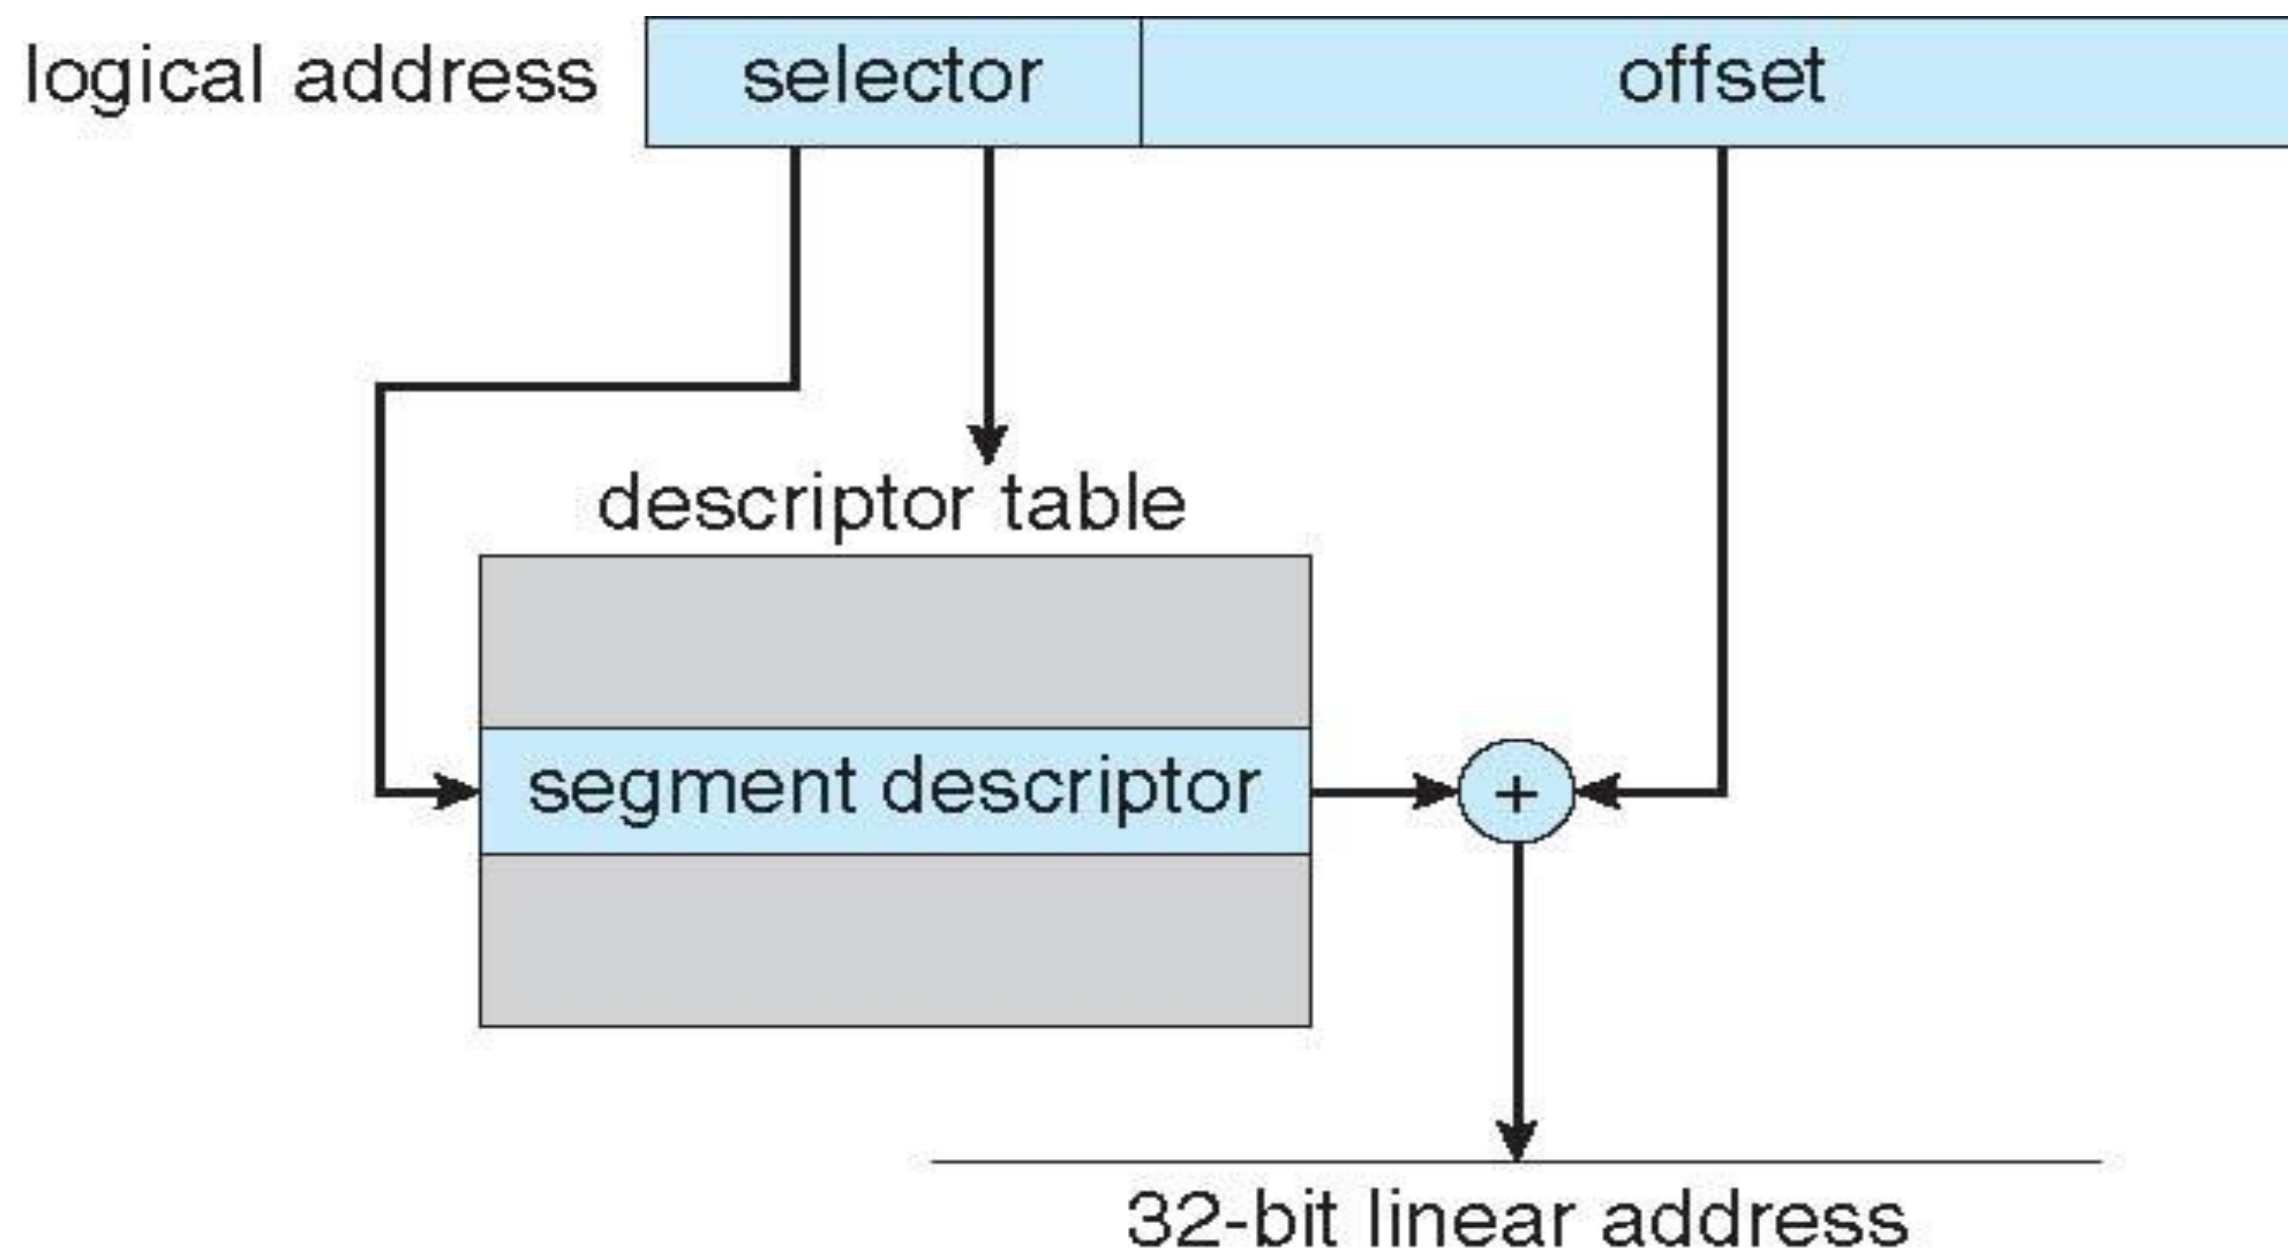 logical address selector offset
descriptor table
segment descriptor +
32-bit linear address